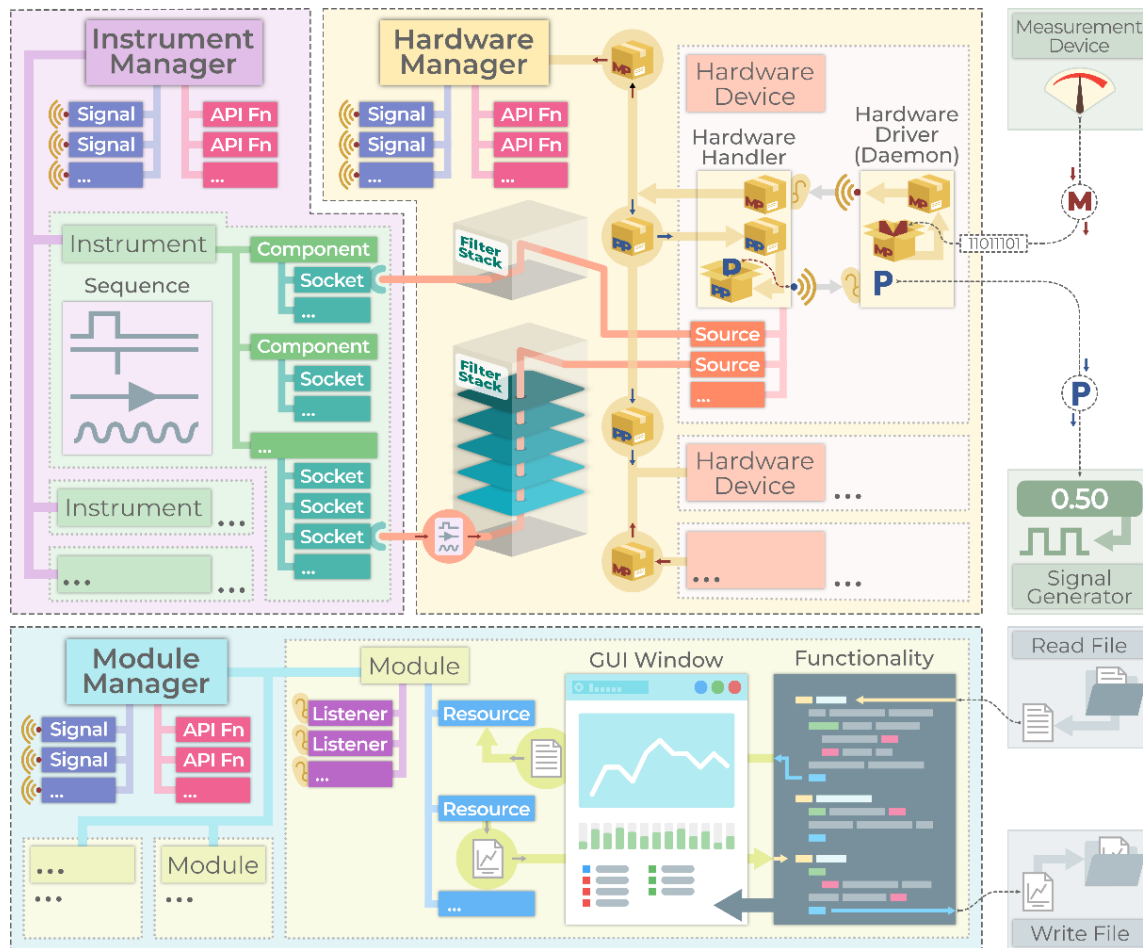 Instrument
Manager
Signal
API Fn
Signal
API Fn
...
...
Instrument
Sequence
Component
Socket
...
Component
Socket
...
...
Socket
Socket
Socket
...
Instrument
...
...
...
Hardware
Manager
Signal
API Fn
Signal
API Fn
...
...
MP
Filter
Stack
Filter
Stack
PP
PP
MP
Hardware
Device
Hardware
Handler
Hardware
Driver
(Daemon)
MP
MP
PP
M
MP
P
PP
P
Source
Source
...
Hardware
Device
...
...
...
Measurement
Device
M
11011101
P
0.50
Signal
Generator
Module
Manager
Signal
API Fn
Signal
API Fn
...
...
...
...
Module
...
Module
Listener
Listener
...
Resource
Resource
...
GUI Window
Functionality
Read File
Write File